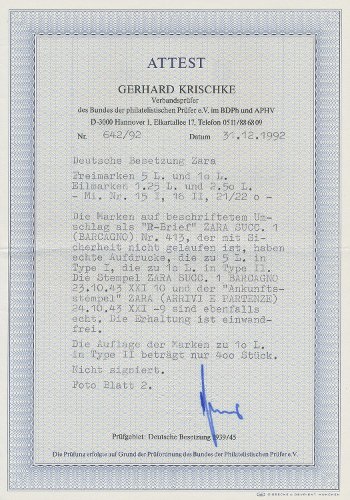 ATTEST
GERHARD KRISCHKE
Verbandsprüfer
des Bundes der philatelistischen Prüfer e.V. im BDPh und APHV
D-3000 Hannover 1, Elkartallee 17, Telefon 05 11/88 68 09
Nr. 642/92 Datum 31.12.1992
Deutsche Besetzung Zara
Freimarken 5 L. und 10 L.
Eilmarken 1.25 L. und 2.50 L.
- Mi. Nr. 15 I, 16 II, 21/22 o -
Die Marken auf beschriftetem Um-
schlag als "R-Brief" ZARA SUCC. 1
(BARCAGNO) Nr. 413, der mit Si-
cherheit nicht gelaufen ist, haben
echte Aufdrucke, die zu 5 L. in
Type I, die zu 10 L. in Type II.
Die Stempel ZARA SUCC. 1 BARCAGNO
23.10.43 XXI 10 und der "Ankunfts-
stempel" ZARA (ARRIVI E PARTENZE)
24.10.43 XXI -9 sind ebenfalls
echt. Die Erhaltung ist einwand-
frei.
Die Auflage der Marken zu 10 L.
in Type II beträgt nur 400 Stück.
Nicht signiert.
Foto Blatt 2.
Prüfgebiet: Deutsche Besetzung 1939/45
Die Prüfung erfolgte auf Grund der Prüfordnung des Bundes der Philatelistischen Prüfer e.V.